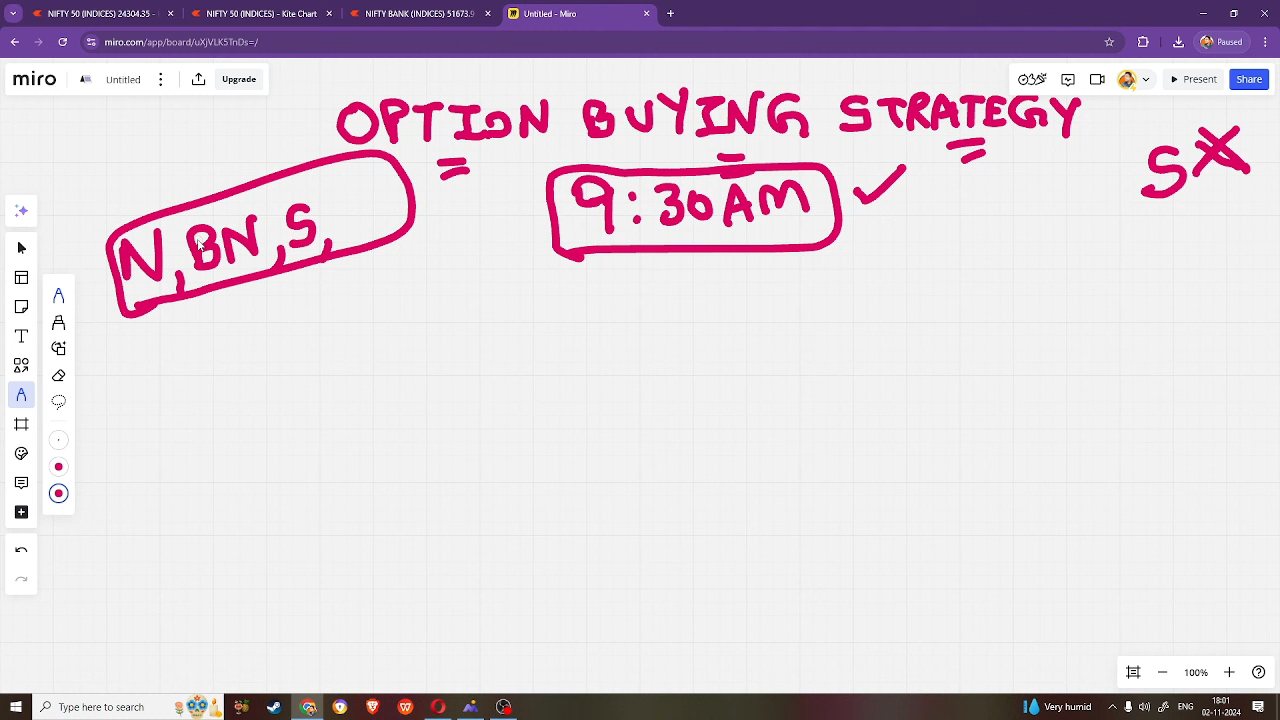 NIFTY 50 (INDICES) 24304.35 -
NIFTY 50 (INDICES) - Kite Chart
NIFTY BANK (INDICES) 51673.9
Untitled - Miro
miro.com/app/board/uXjVLK5TnDs=/
Paused
miro
Untitled
Upgrade
Present
Share
OPTION BUYING STRATEGY
9:30AM
N, BN, S,
S
100%
Type here to search
Very humid
ENG
18:01
02-11-2024